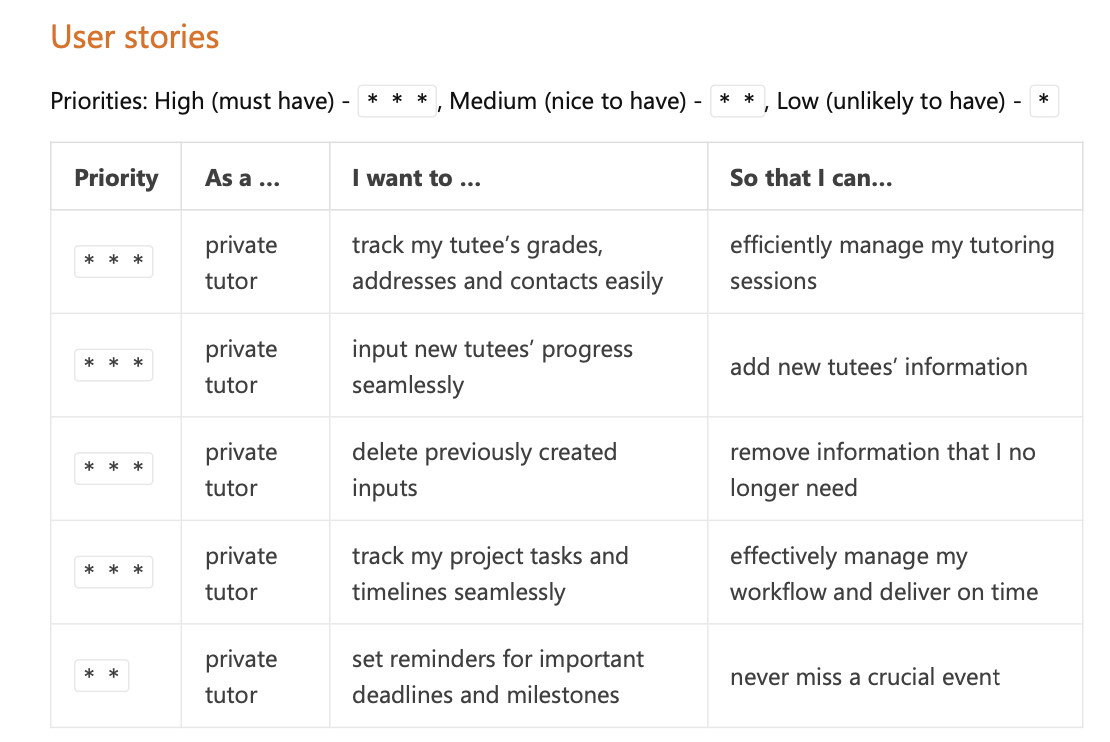 User stories
Priorities: High (must have) - * * *, Medium (nice to have) - * *, Low (unlikely to have) - *
Priority As a … I want to … So that I can…
* * *
private
tutor
track my tutee’s grades,
addresses and contacts easily
efficiently manage my tutoring
sessions
* * *
private
tutor
input new tutees’ progress
seamlessly
add new tutees’ information
* * *
private
tutor
delete previously created
inputs
remove information that I no
longer need
* * *
private
tutor
track my project tasks and
timelines seamlessly
effectively manage my
workflow and deliver on time
* *
private
tutor
set reminders for important
deadlines and milestones
never miss a crucial event